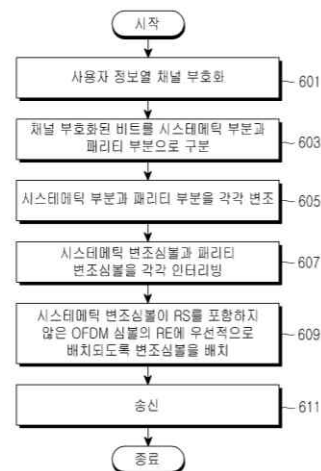 시작
사용자 정보열 채널 부호화
601
채널 부호화된 비트를 시스테메틱 부분과
패리티 부분으로 구분
603
시스테메틱 부분과 패리티 부분을 각각 변조
605
시스테메틱 변조심볼과 패리티
변조심볼을 각각 인터리빙
607
시스테메틱 변조심볼이 RS를 포함하지
않은 OFDM 심볼의 RE에 우선적으로
배치되도록 변조심볼을 배치
609
송신
611
종료